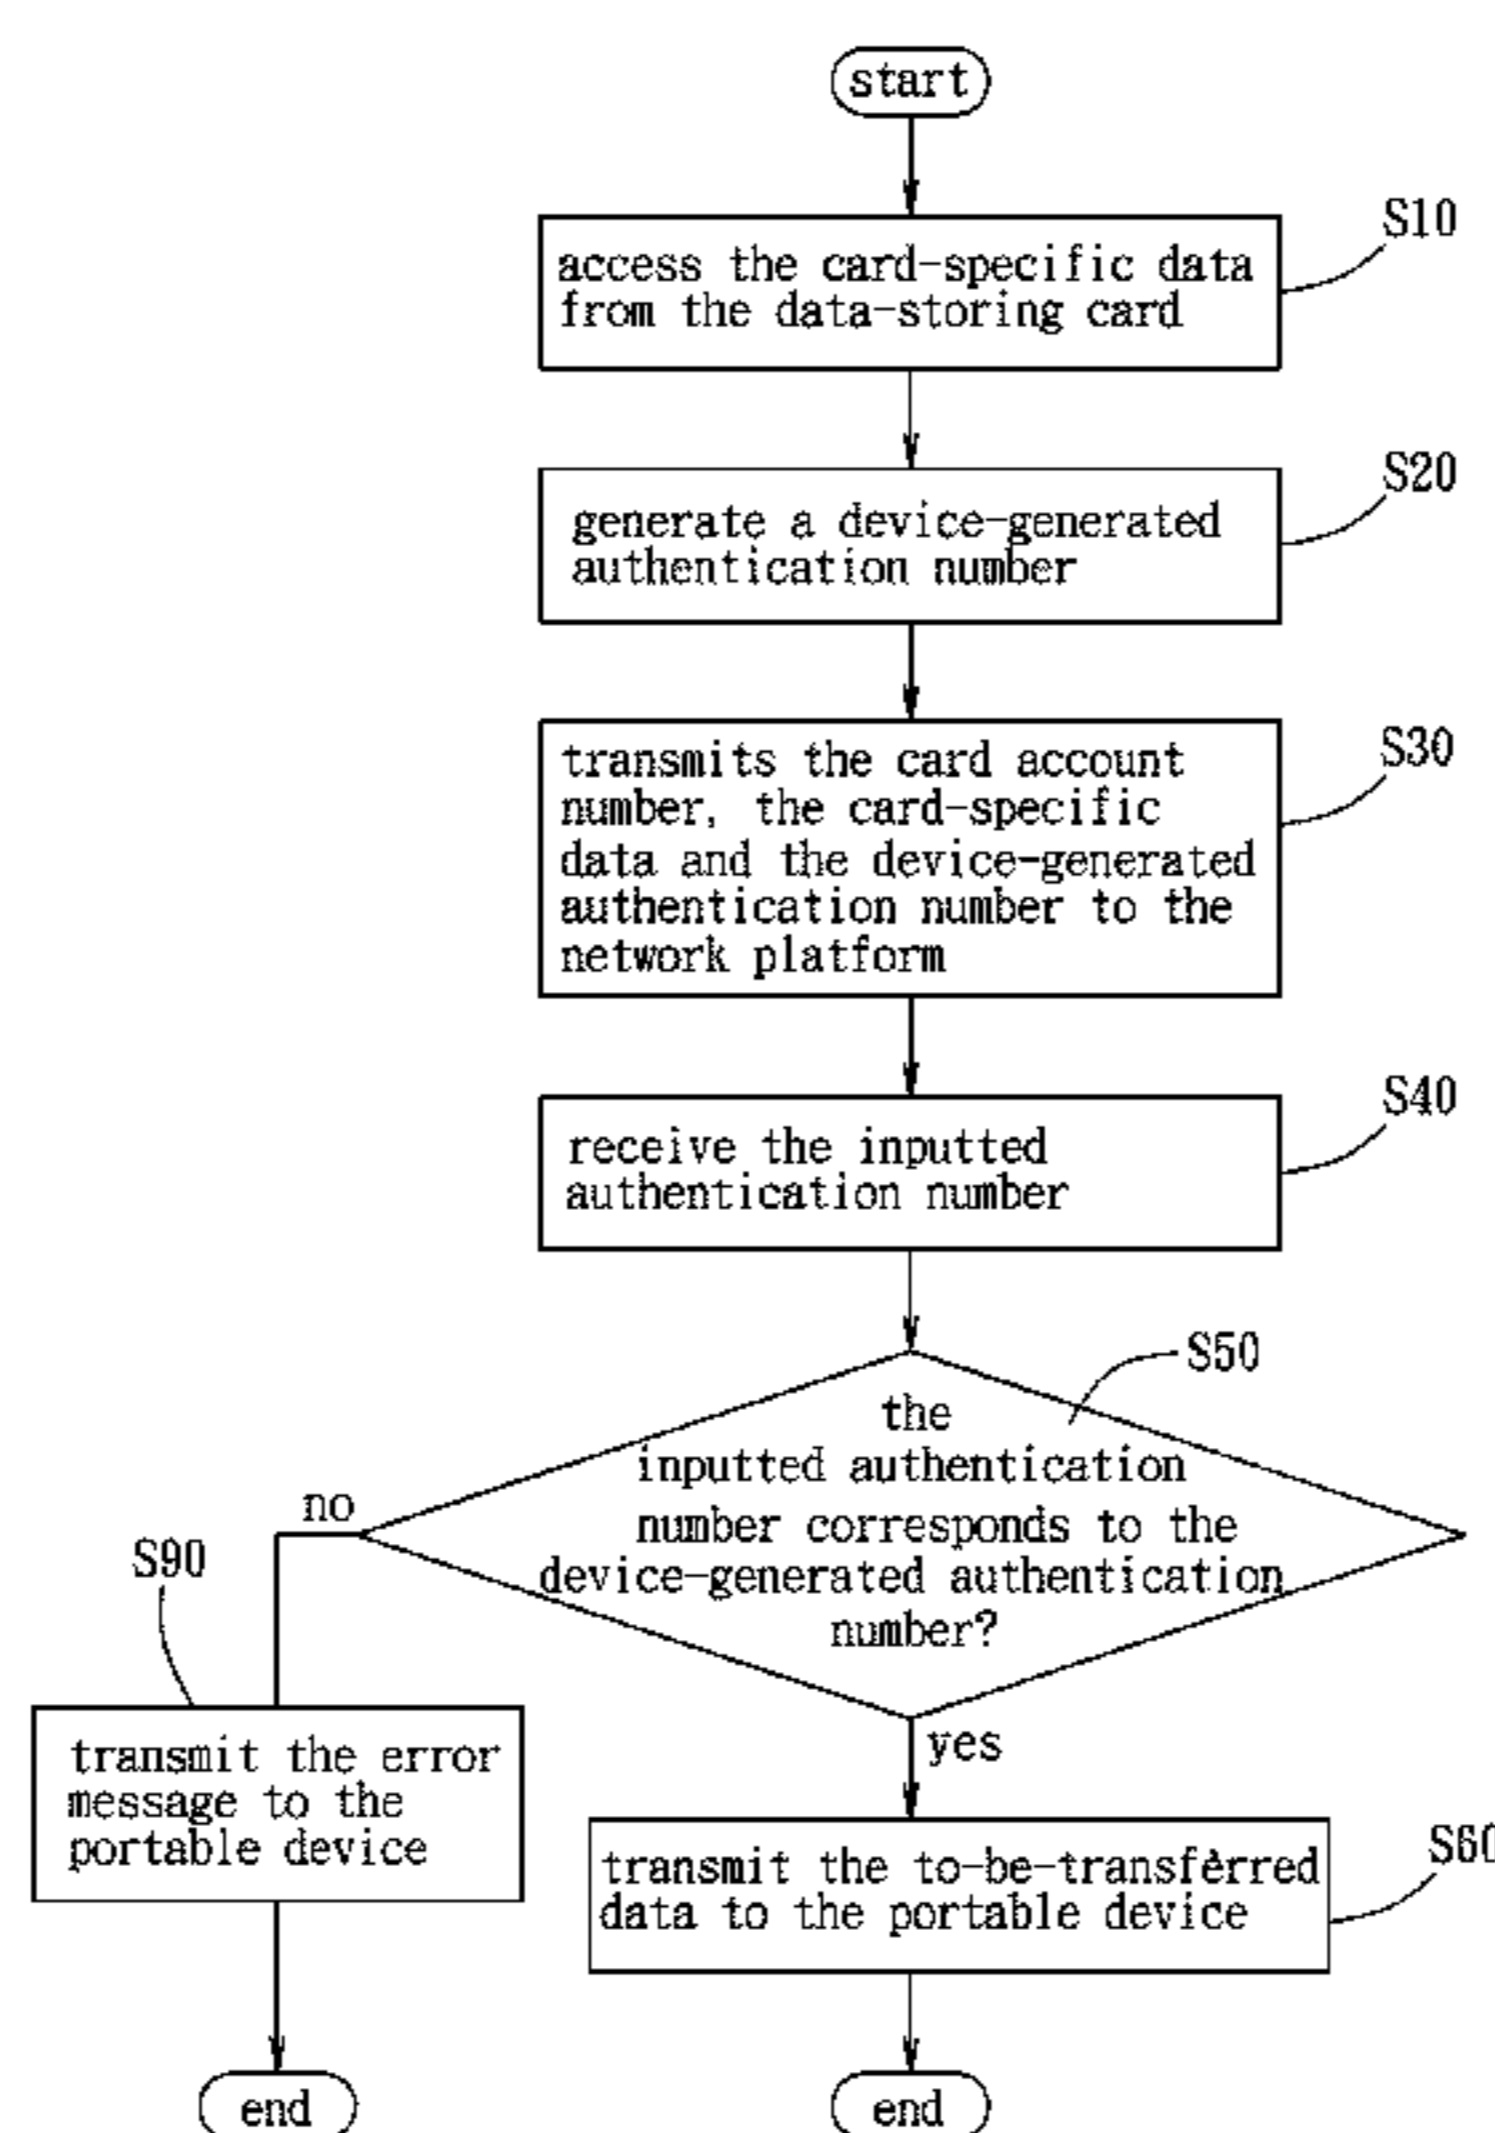 start
S10
access the card-specific data
from the data-storing card
S20
generate a device-generated
authentication number
S30
transmits the card account
number, the card-specific
data and the device-generated
authentication number to the
network platform
S40
receive the inputted
authentication number
S50
the
inputted authentication
number corresponds to the
device-generated authentication
number?
no
S90
yes
transmit the error
message to the
portable device
S60
transmit the to-be-transferred
data to the portable device
end
end